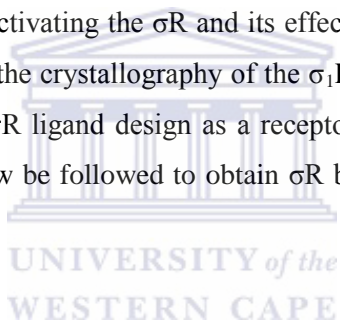 ctivating the σR and its effec
the crystallography of the σ₁
R ligand design as a recepto
w be followed to obtain σR b
UNIVERSITY of the
WESTERN CAPE